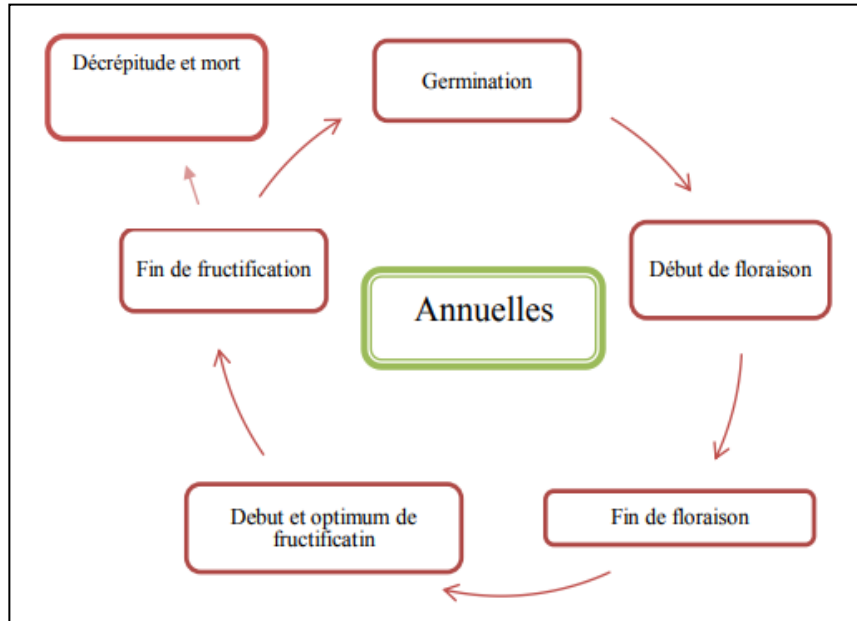 Décrépitude et mort
Germination
Début de floraison
Fin de floraison
Debut et optimum de
fructificatin
Fin de fructification
Annuelles